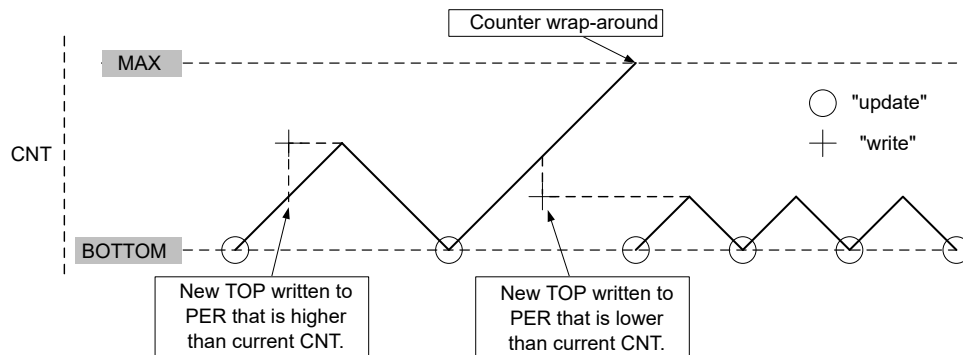 Counter wrap-around
MAX
"update"
"write"
CNT
BOTTOM
New TOP written to
PER that is higher
than current CNT.
New TOP written to
PER that is lower
than current CNT.